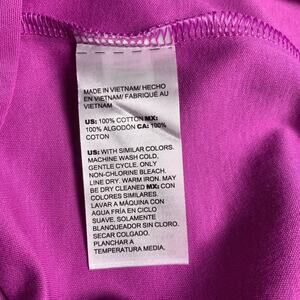 MADE IN VIETNAM/ HECHO
EN VIETNAM/ FABRIQUÉ AU
VIETNAM
US: 100% COTTON MX:
100% ALGODÓN CA: 100%
COTON
US: WITH SIMILAR COLORS.
MACHINE WASH COLD,
GENTLE CYCLE. ONLY
NON-CHLORINE BLEACH.
LINE DRY. WARM IRON. MAY
BE DRY CLEANED MX: CON
COLORES SIMILARES.
LAVAR A MÁQUINA CON
AGUA FRÍA EN CICLO
SUAVE. SOLAMENTE
BLANQUEADOR SIN CLORO.
SECAR COLGADO.
PLANCHAR A
TEMPERATURA MEDIA.